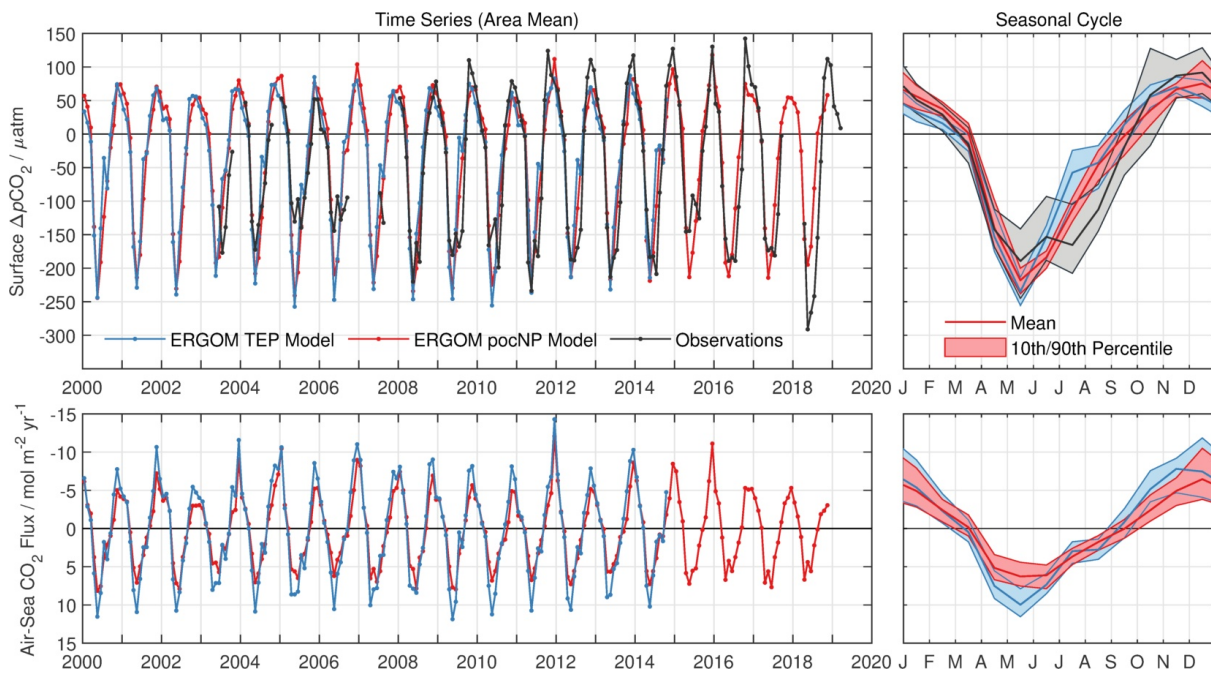 Time Series (Area Mean)
Seasonal Cycle
150
100
50
0
-50
-100
-150
-200
-250
-300
Surface ΔpCO2 / μatm
ERGOM TEP Model
ERGOM pocNP Model
Observations
Mean
10th/90th Percentile
2000 2002 2004 2006 2008 2010 2012 2014 2016 2018 2020
J F M A M J J A S O N D
-15
-10
-5
0
5
10
15
Air-Sea CO2 Flux / mol m-2 yr-1
2000 2002 2004 2006 2008 2010 2012 2014 2016 2018 2020
J F M A M J J A S O N D